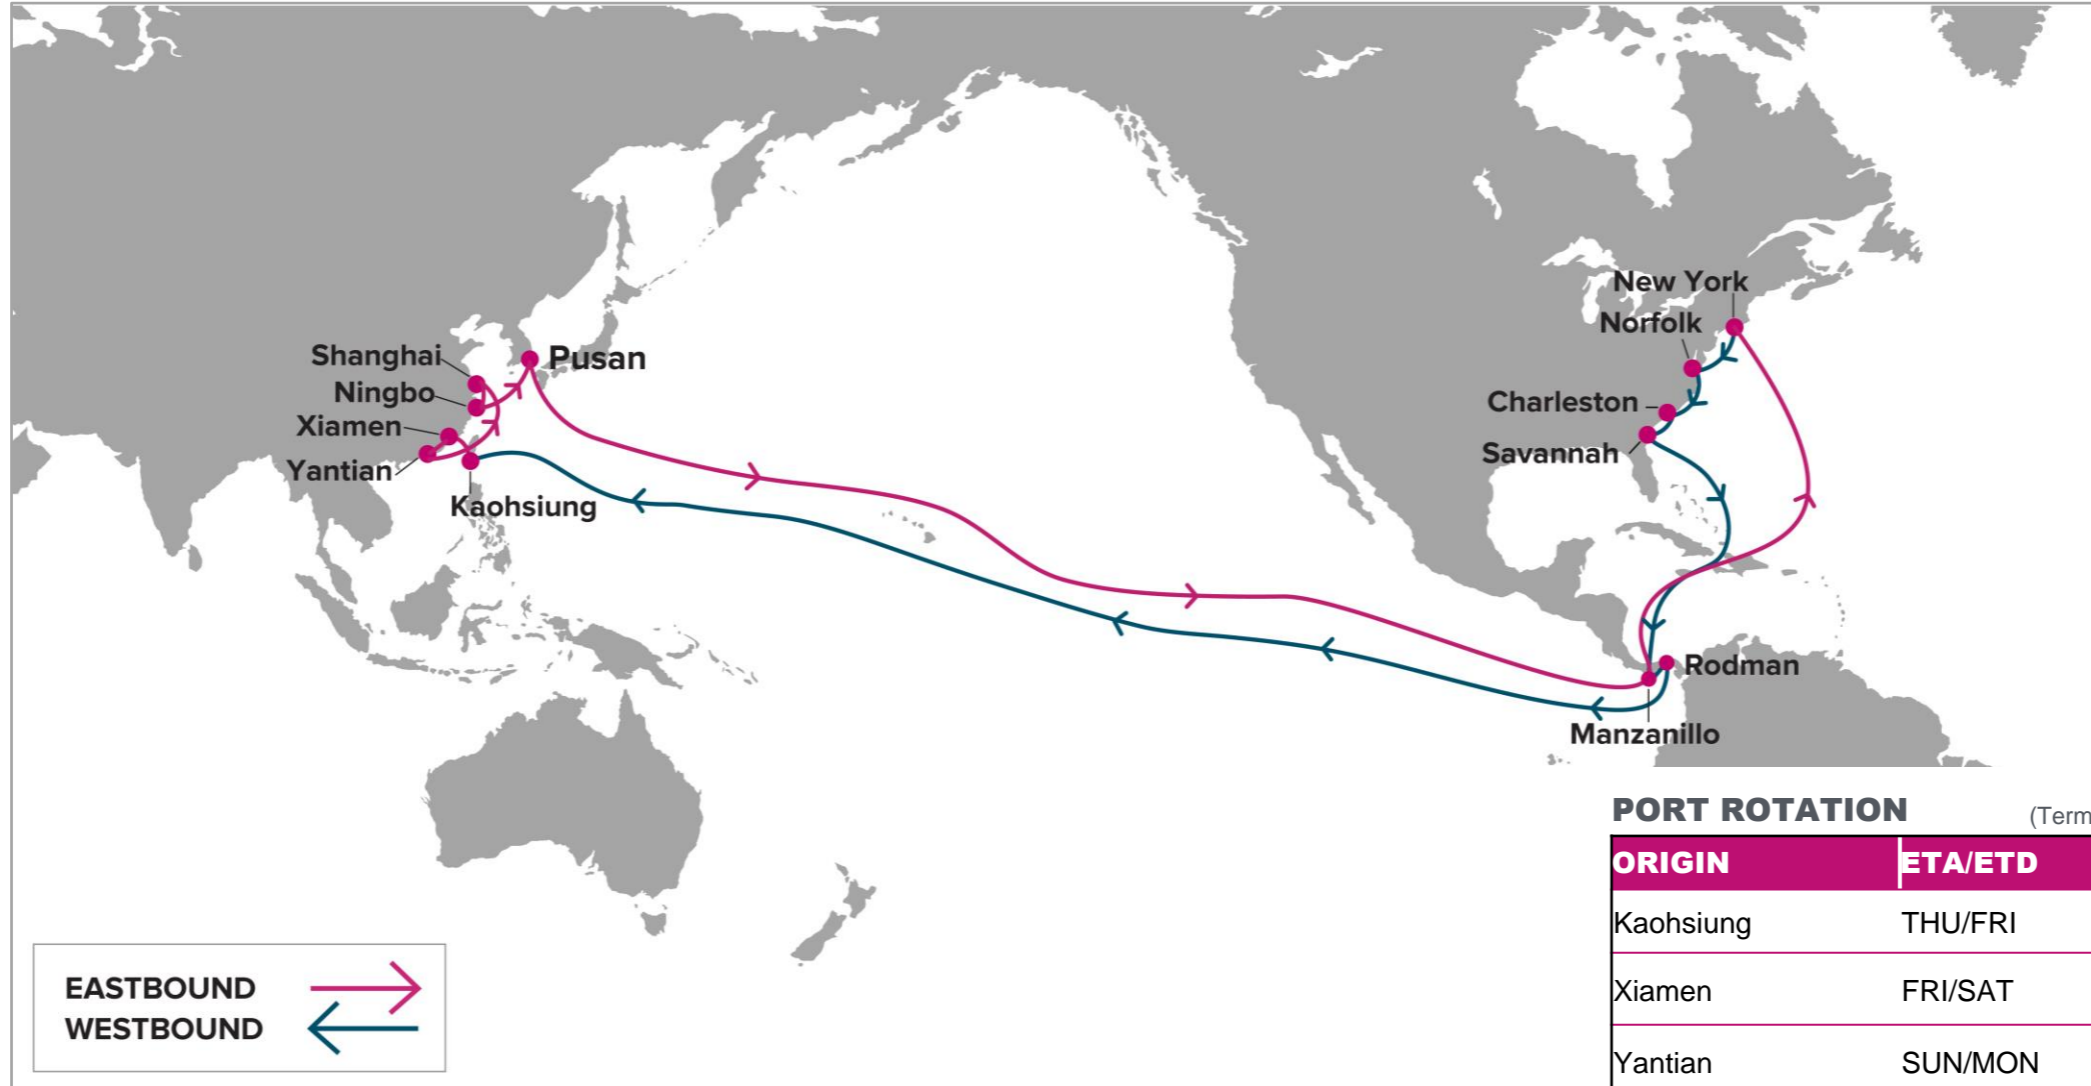 New York
Norfolk
Shanghai
Pusan
Ningbo
Charleston
Xiamen
Savannah
Yantian
Kaohsiung
Rodman
Manzanillo
PORT ROTATION (Term
ORIGIN ETA/ETD
Kaohsiung THU/FRI
Xiamen FRI/SAT
Yantian SUN/MON
EASTBOUND
WESTBOUND